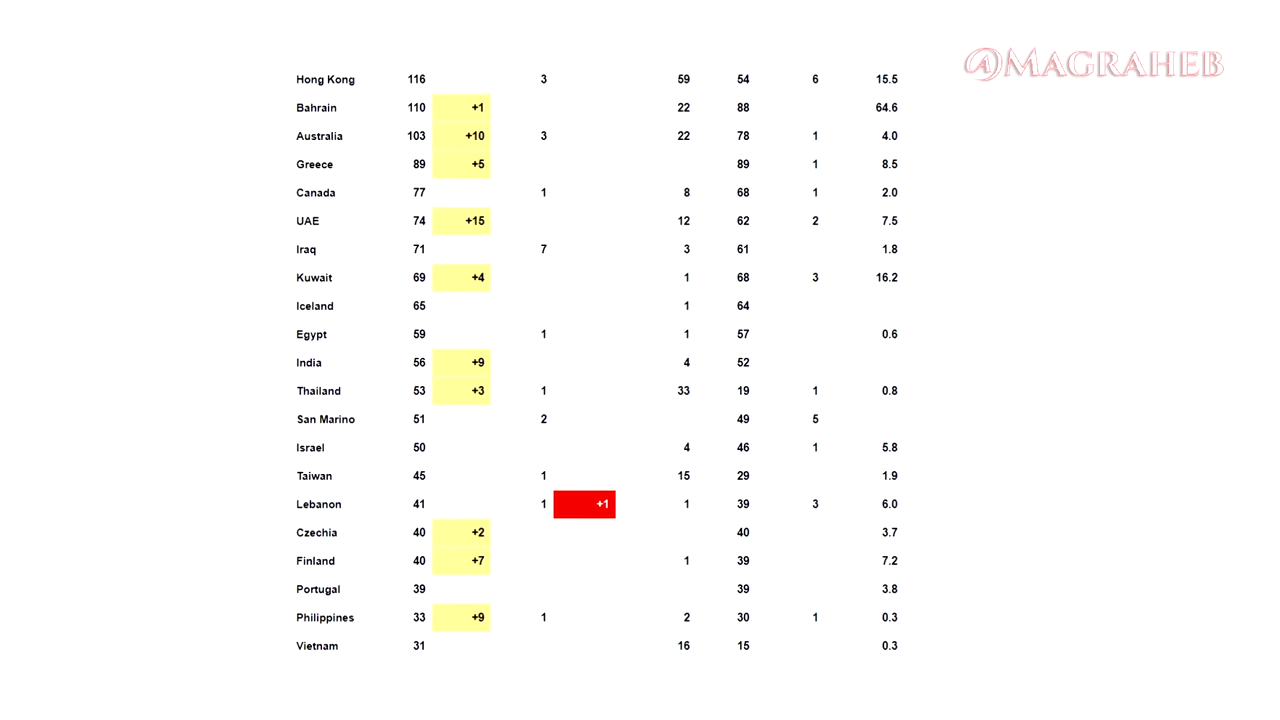 @MAGRAHEB
Hong Kong 116 3 59 54 6 15.5
Bahrain 110 +1 22 88 64.6
Australia 103 +10 3 22 78 1 4.0
Greece 89 +5 89 1 8.5
Canada 77 1 8 68 1 2.0
UAE 74 +15 12 62 2 7.5
Iraq 71 7 3 61 1.8
Kuwait 69 +4 1 68 3 16.2
Iceland 65 1 64
Egypt 59 1 1 57 0.6
India 56 +9 4 52
Thailand 53 +3 1 33 19 1 0.8
San Marino 51 2 49 5
Israel 50 4 46 1 5.8
Taiwan 45 1 15 29 1.9
Lebanon 41 1 +1 1 39 3 6.0
Czechia 40 +2 40 3.7
Finland 40 +7 1 39 7.2
Portugal 39 39 3.8
Philippines 33 +9 1 2 30 1 0.3
Vietnam 31 16 15 0.3